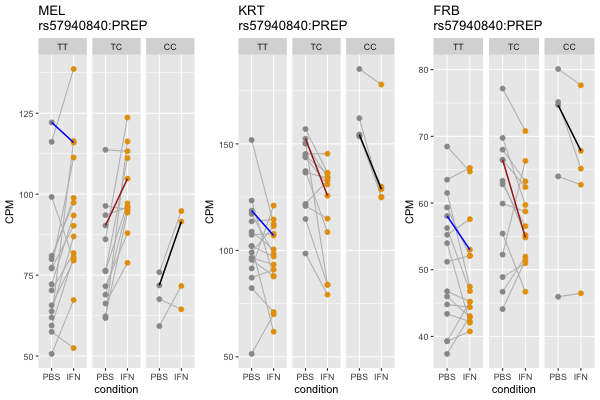 MEL
rs57940840:PREP
TT TC CC
CPM
125
100
75
50
PBS IFN PBS IFN PBS IFN
condition
KRT
rs57940840:PREP
TT TC CC
CPM
150
100
50
PBS IFN PBS IFN PBS IFN
condition
FRB
rs57940840:PREP
TT TC CC
CPM
80
70
60
50
40
PBS IFN PBS IFN PBS IFN
condition